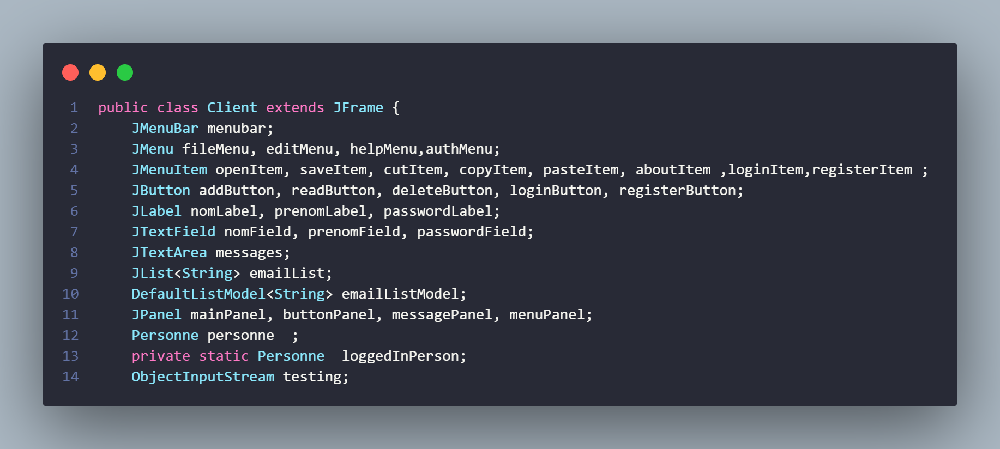 1 public class Client extends JFrame {
2 JMenuBar menubar;
3 JMenu fileMenu, editMenu, helpMenu,authMenu;
4 JMenuItem openItem, saveItem, cutItem, copyItem, pasteItem, aboutItem ,loginItem,registerItem ;
5 JButton addButton, readButton, deleteButton, loginButton, registerButton;
6 JLabel nomLabel, prenomLabel, passwordLabel;
7 JTextField nomField, prenomField, passwordField;
8 JTextArea messages;
9 JList<String> emailList;
10 DefaultListModel<String> emailListModel;
11 JPanel mainPanel, buttonPanel, messagePanel, menuPanel;
12 Personne personne  ;
13 private static Personne  loggedInPerson;
14 ObjectInputStream testing;